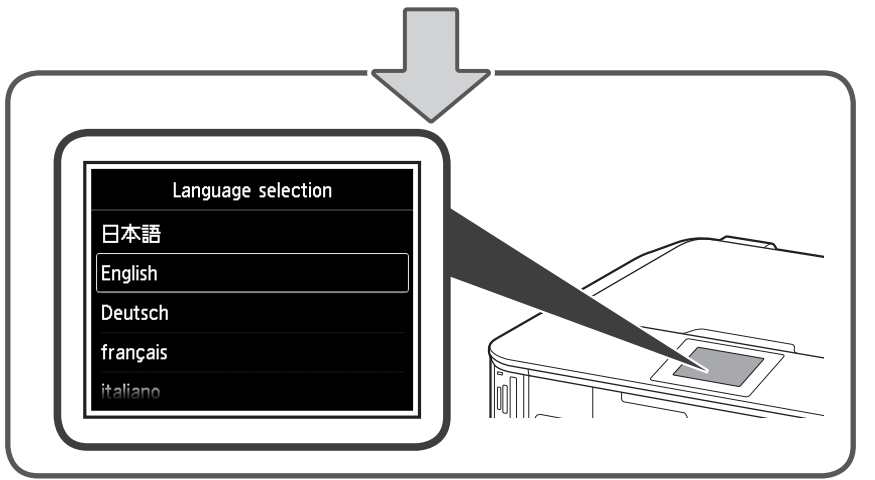 Language selection
日本語
English
Deutsch
français
italiano